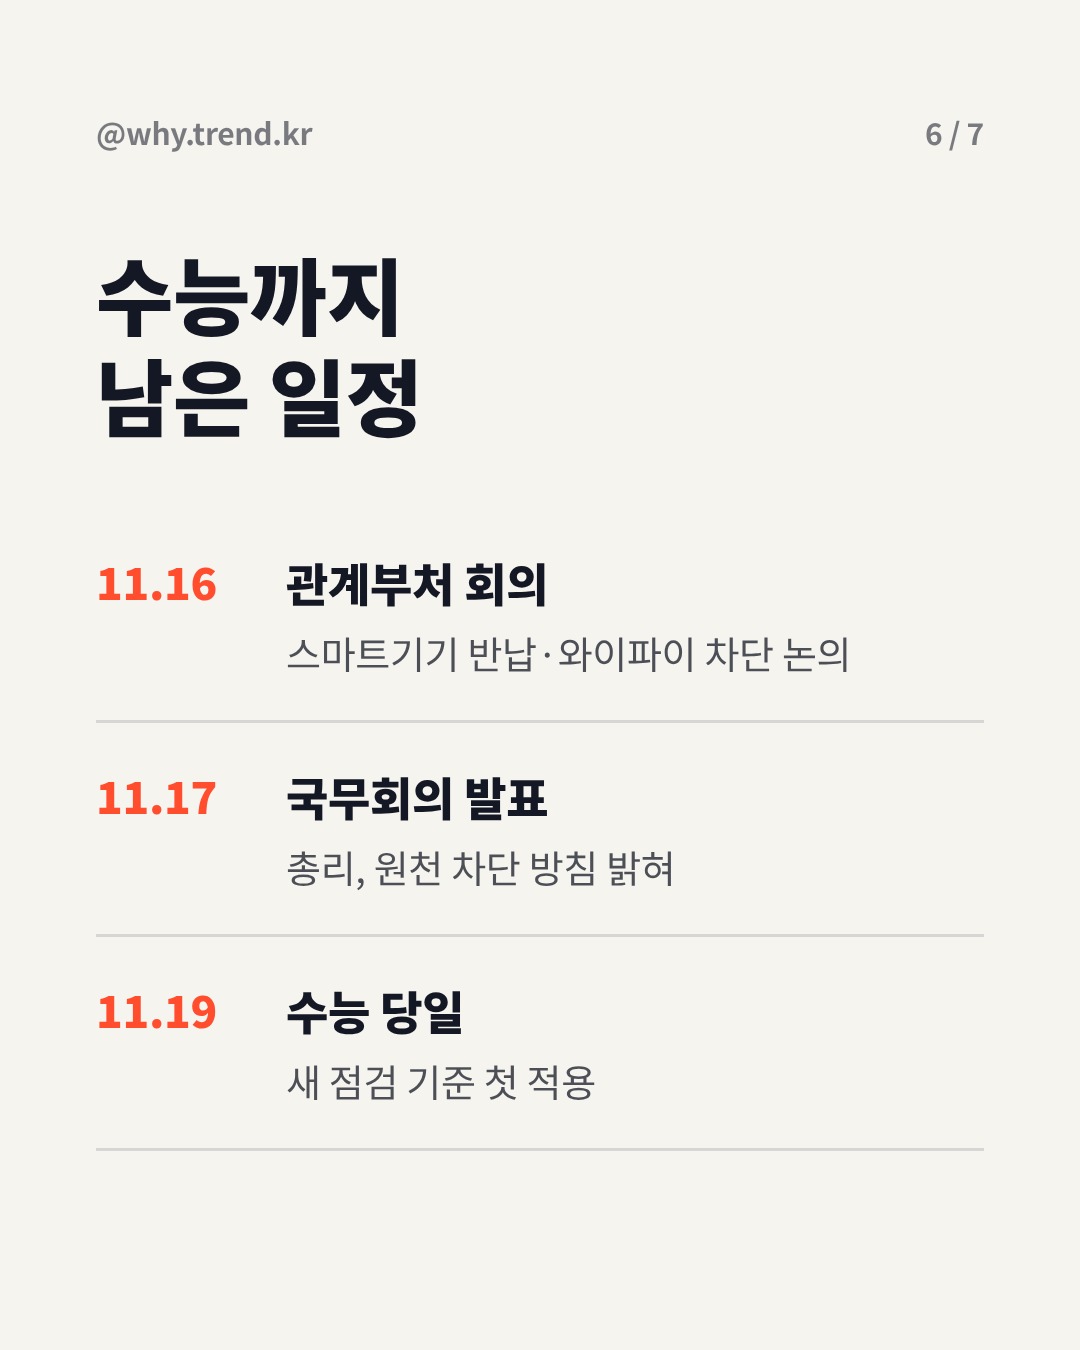 @why.trend.kr
6 / 7
수능까지
남은 일정
11.16 관계부처 회의
스마트기기 반납·와이파이 차단 논의
11.17 국무회의 발표
총리, 원천 차단 방침 밝혀
11.19 수능 당일
새 점검 기준 첫 적용